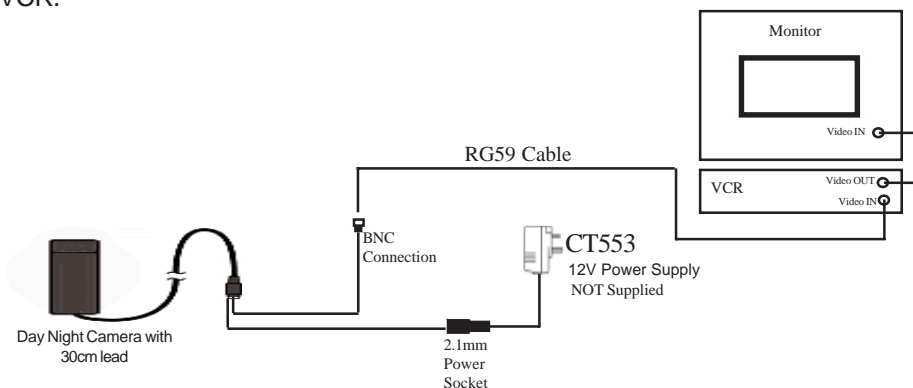 VCR.
Monitor
Video IN
RG59 Cable
VCR
Video OUT
Video IN
BNC
Connection
CT553
12V Power Supply
NOT Supplied
Day Night Camera with
30cm lead
2.1mm
Power
Socket